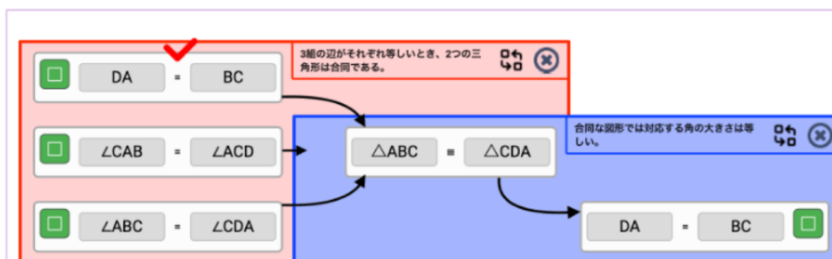 3組の辺がそれぞれ等しいとき、2つの三
角形は合同である。
DA = BC
合同な図形では対応する角の大きさは等
しい。
∠CAB = ∠ACD
△ABC ≡ △CDA
∠ABC = ∠CDA
DA = BC